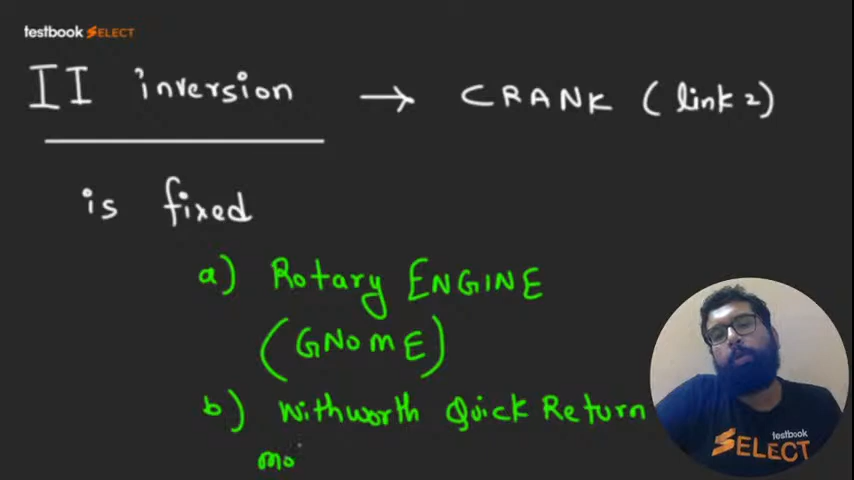 testbook SELECT
II inversion → CRANK (link 2)
is fixed
a) Rotary ENGINE
(GNOME)
b) Withworth Quick Return
mo
testbook
SELECT